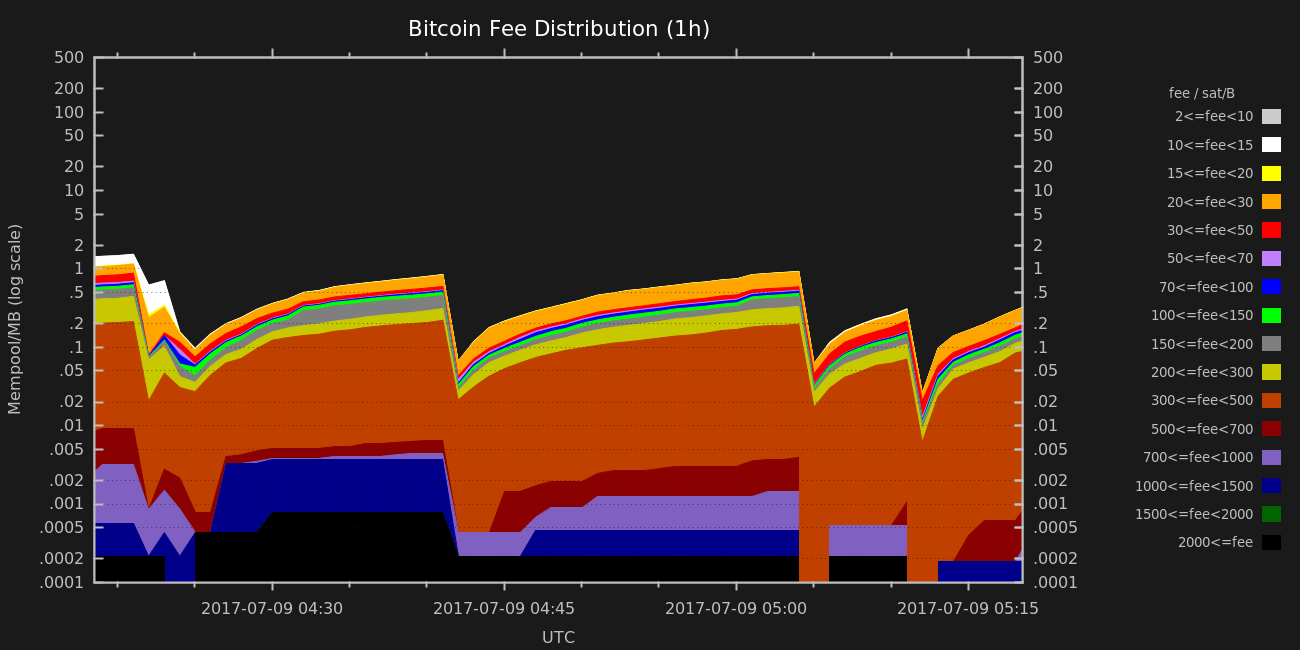 Bitcoin Fee Distribution (1h)
500 500
200 200
100 100
50 50
20 20
10 10
5 5
2 2
1 1
.5 .5
.2 .2
.1 .1
.05 .05
.02 .02
.01 .01
.005 .005
.002 .002
.001 .001
.0005 .0005
.0002 .0002
.0001 .0001
Mempool/MB (log scale)
2017-07-09 04:30 2017-07-09 04:45 2017-07-09 05:00 2017-07-09 05:15
UTC
fee / sat/B
2<=fee<10
10<=fee<15
15<=fee<20
20<=fee<30
30<=fee<50
50<=fee<70
70<=fee<100
100<=fee<150
150<=fee<200
200<=fee<300
300<=fee<500
500<=fee<700
700<=fee<1000
1000<=fee<1500
1500<=fee<2000
2000<=fee